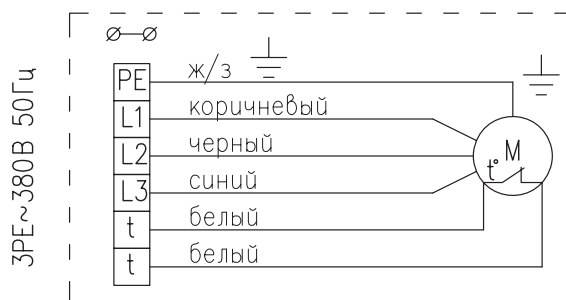 3PE~380В 50Гц
PE ж/з
L1 коричневый
L2 черный
L3 синий
t белый
t белый
M
t°